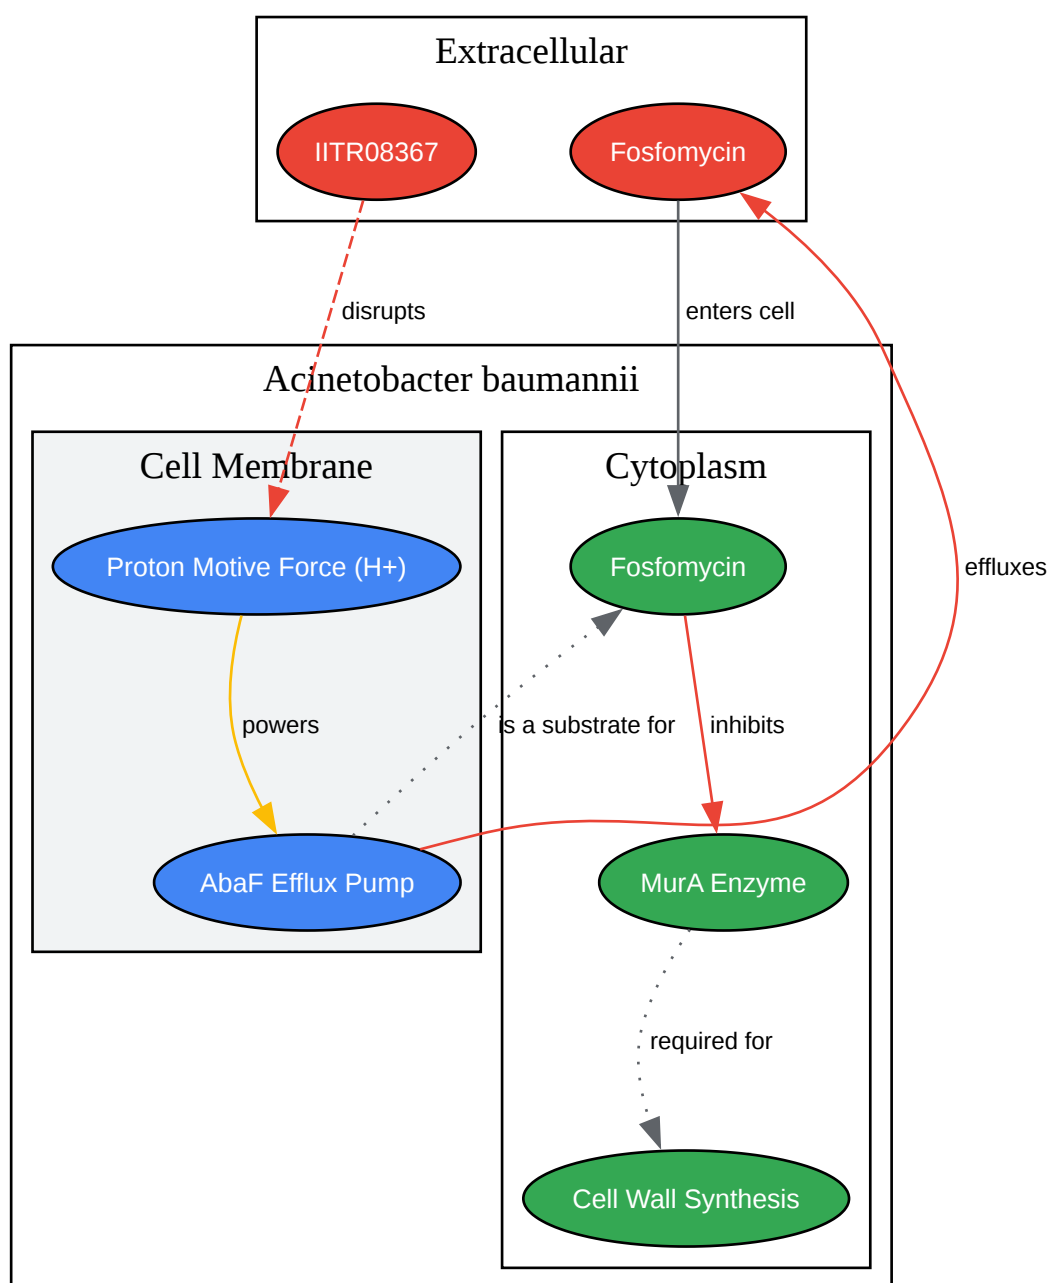 Extracellular
IITR08367
Fosfomycin
disrupts
enters cell
Acinetobacter baumannii
Cell Membrane
Cytoplasm
Proton Motive Force (H+)
Fosfomycin
effluxes
powers
is a substrate for
inhibits
AbaF Efflux Pump
MurA Enzyme
required for
Cell Wall Synthesis